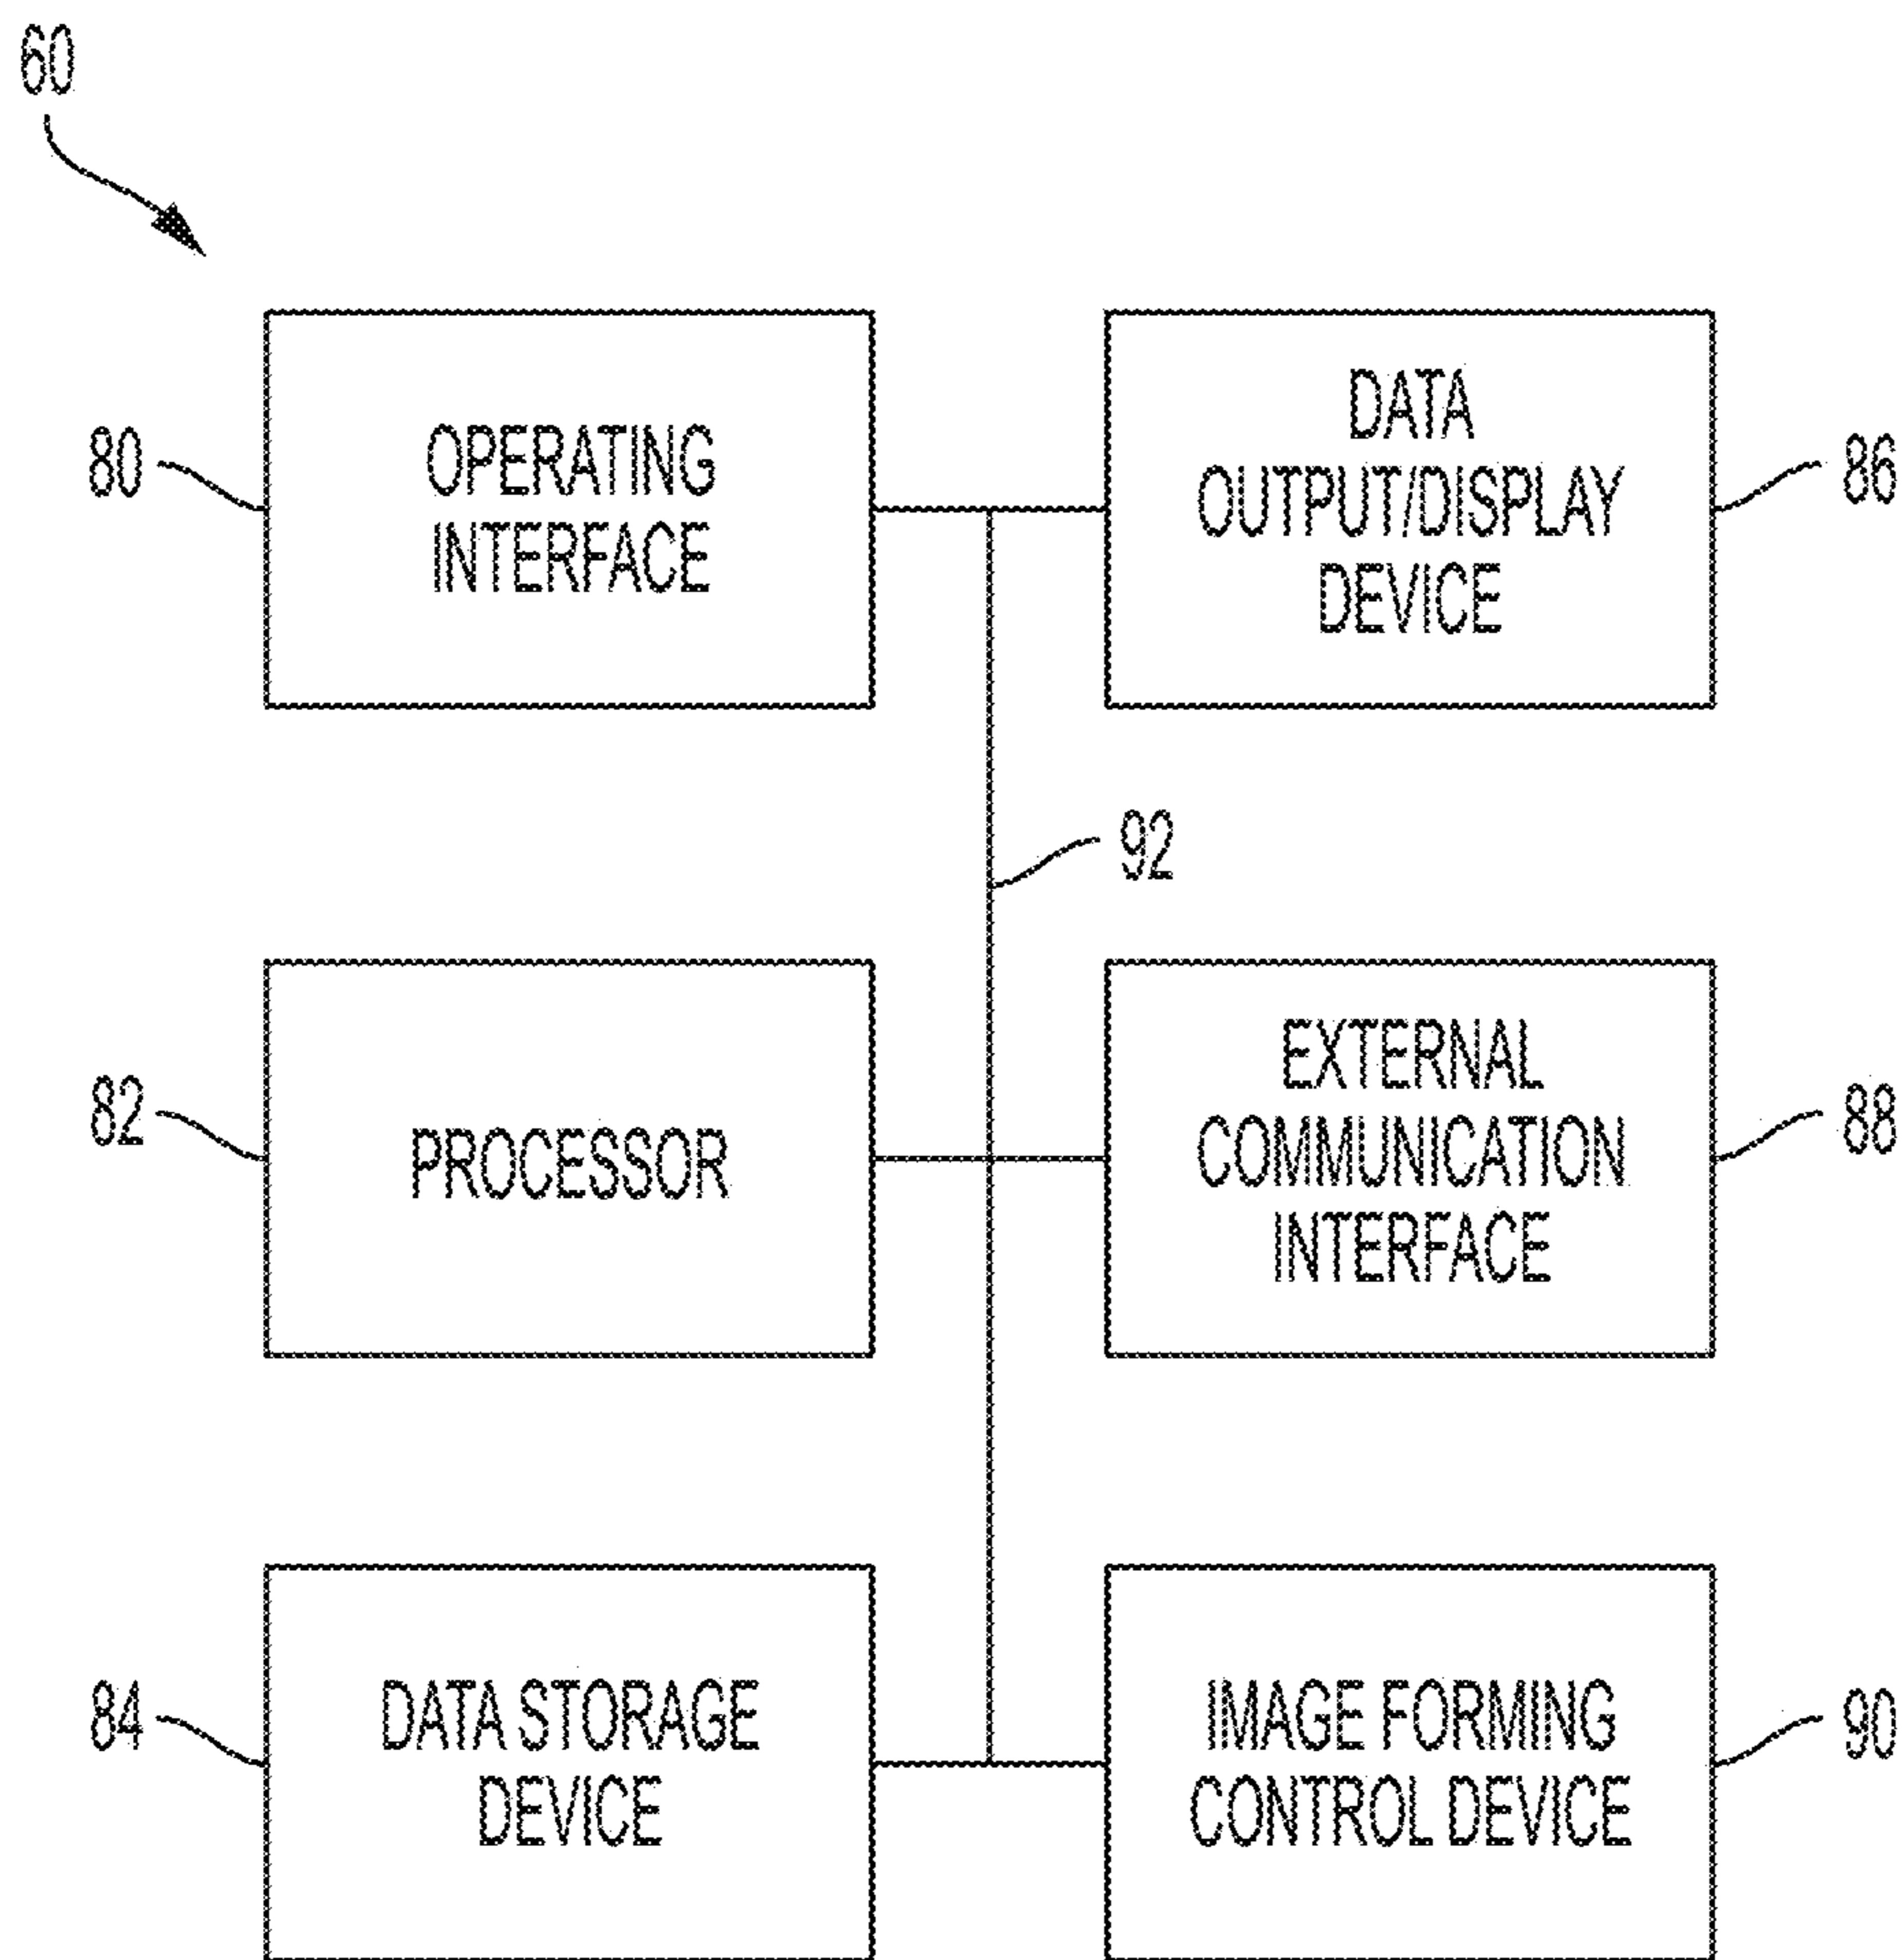 60
80
OPERATING
INTERFACE
DATA
OUTPUT/DISPLAY
DEVICE
86
92
82
PROCESSOR
EXTERNAL
COMMUNICATION
INTERFACE
88
84
DATA STORAGE
DEVICE
IMAGE FORMING
CONTROL DEVICE
90